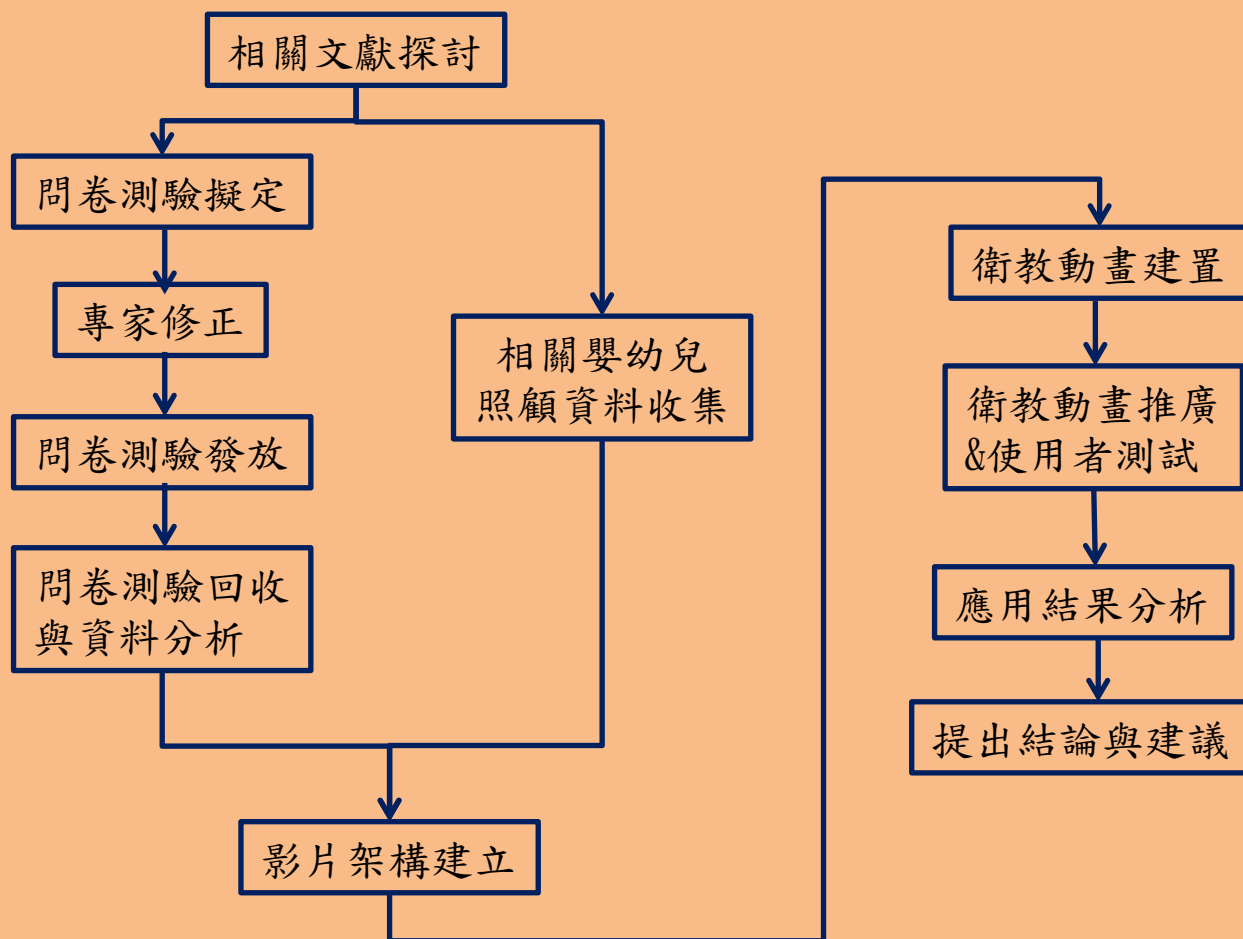 相關文獻探討
問卷測驗擬定
專家修正
問卷測驗發放
問卷測驗回收
與資料分析
相關嬰幼兒
照顧資料收集
影片架構建立
衛教動畫建置
衛教動畫推廣
&使用者測試
應用結果分析
提出結論與建議